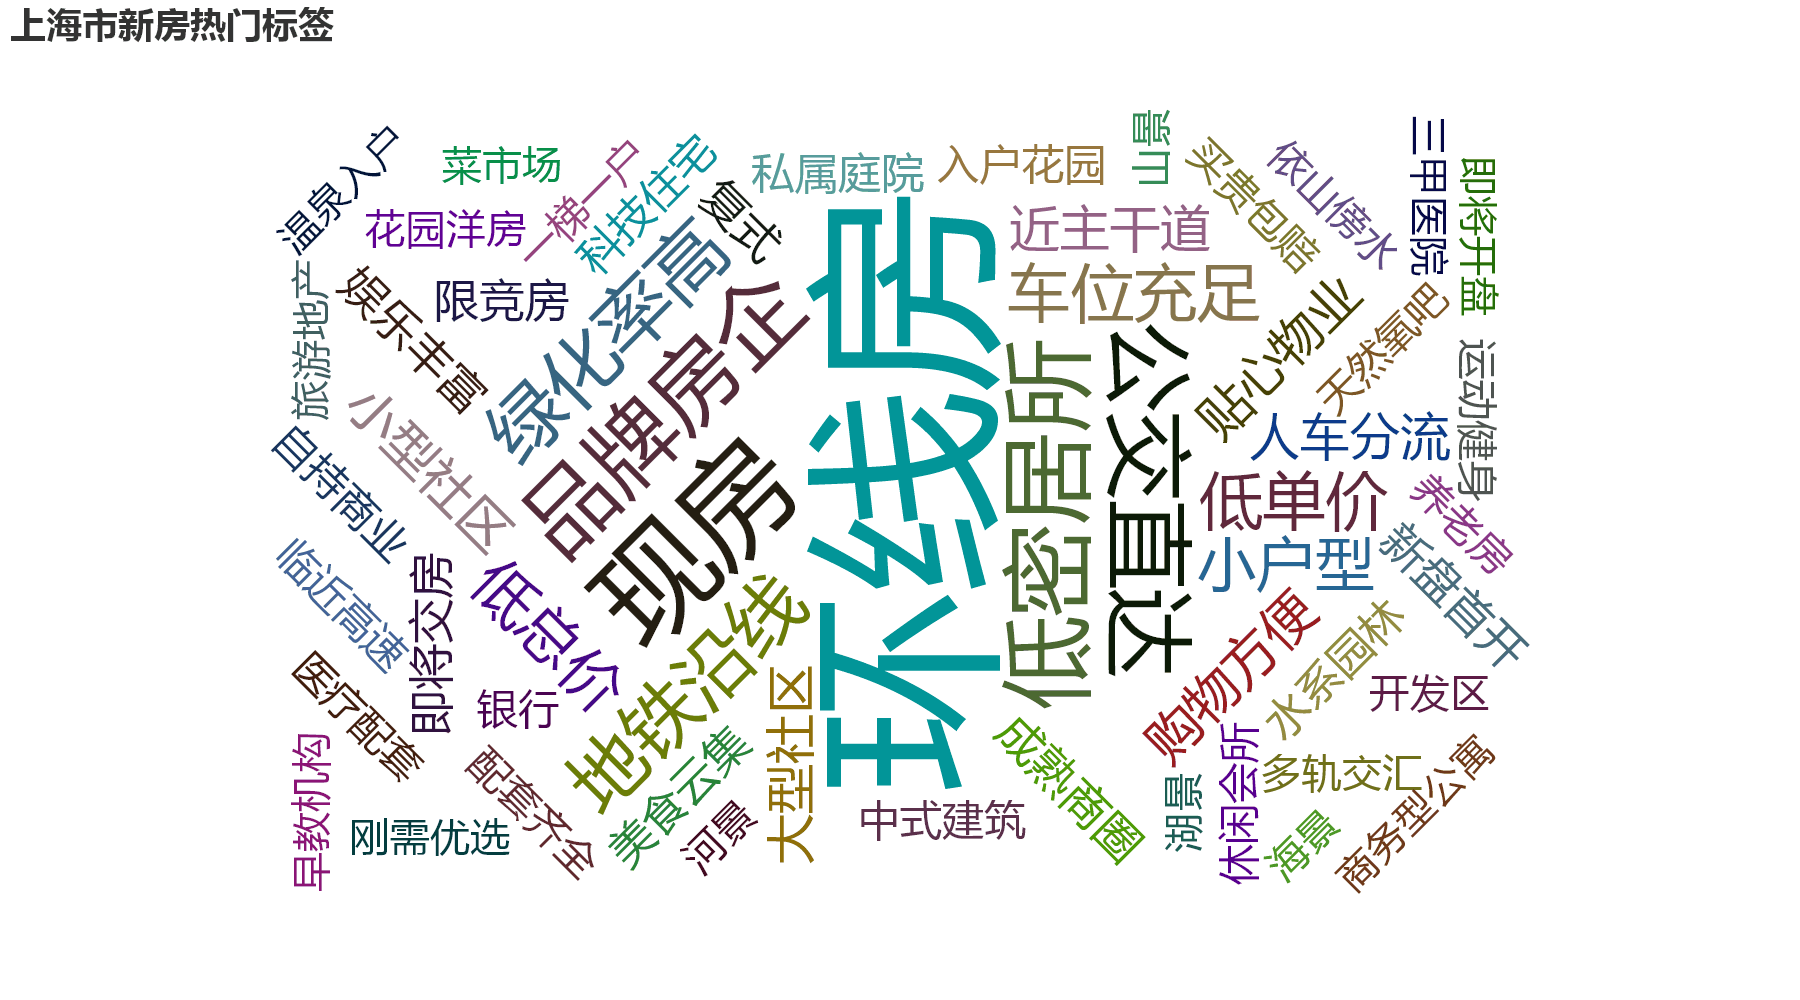 上海市新房热门标签
温泉入户
菜市场
一梯一户
科技住宅
复式
私属庭院
入户花园
山景
买贵包赔
依山傍水
三甲医院
即将开盘
花园洋房
限竞房
娱乐丰富
旅游地产
绿化率高
品牌房企
环线房
近主干道
车位充足
贴心物业
天然氧吧
运动健身
小型社区
自持商业
现房
低密居所
公交直达
人车分流
低单价
小户型
养老房
新盘首开
临近高速
即将交房
低总价
地铁沿线
购物方便
水系园林
开发区
医疗配套
银行
早教机构
刚需优选
配套齐全
美食云集
河景
大型社区
中式建筑
成熟商圈
湖景
休闲会所
多轨交汇
海景
商务型公寓